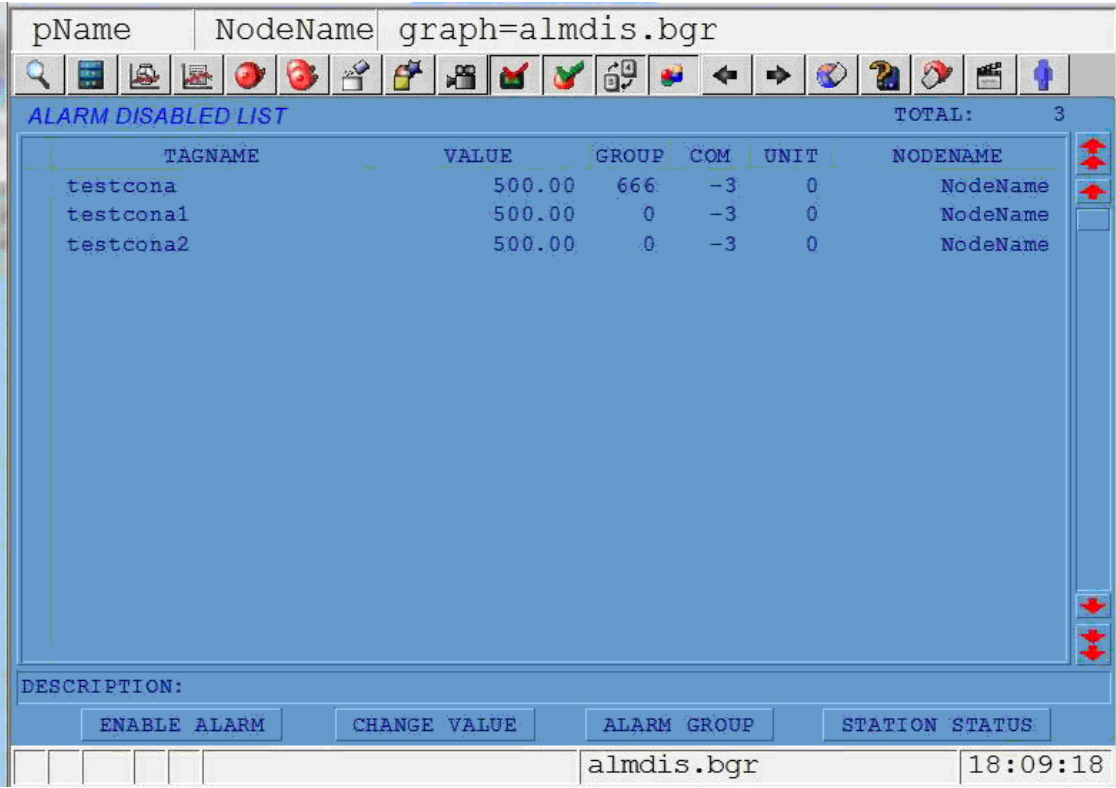 pName NodeName graph=almdis.bgr
ALARM DISABLED LIST TOTAL: 3
TAGNAME VALUE GROUP COM UNIT NODENAME
testcona 500.00 666 -3 0 NodeName
testcona1 500.00 0 -3 0 NodeName
testcona2 500.00 0 -3 0 NodeName
DESCRIPTION:
ENABLE ALARM CHANGE VALUE ALARM GROUP STATION STATUS
almdis.bgr 18:09:18